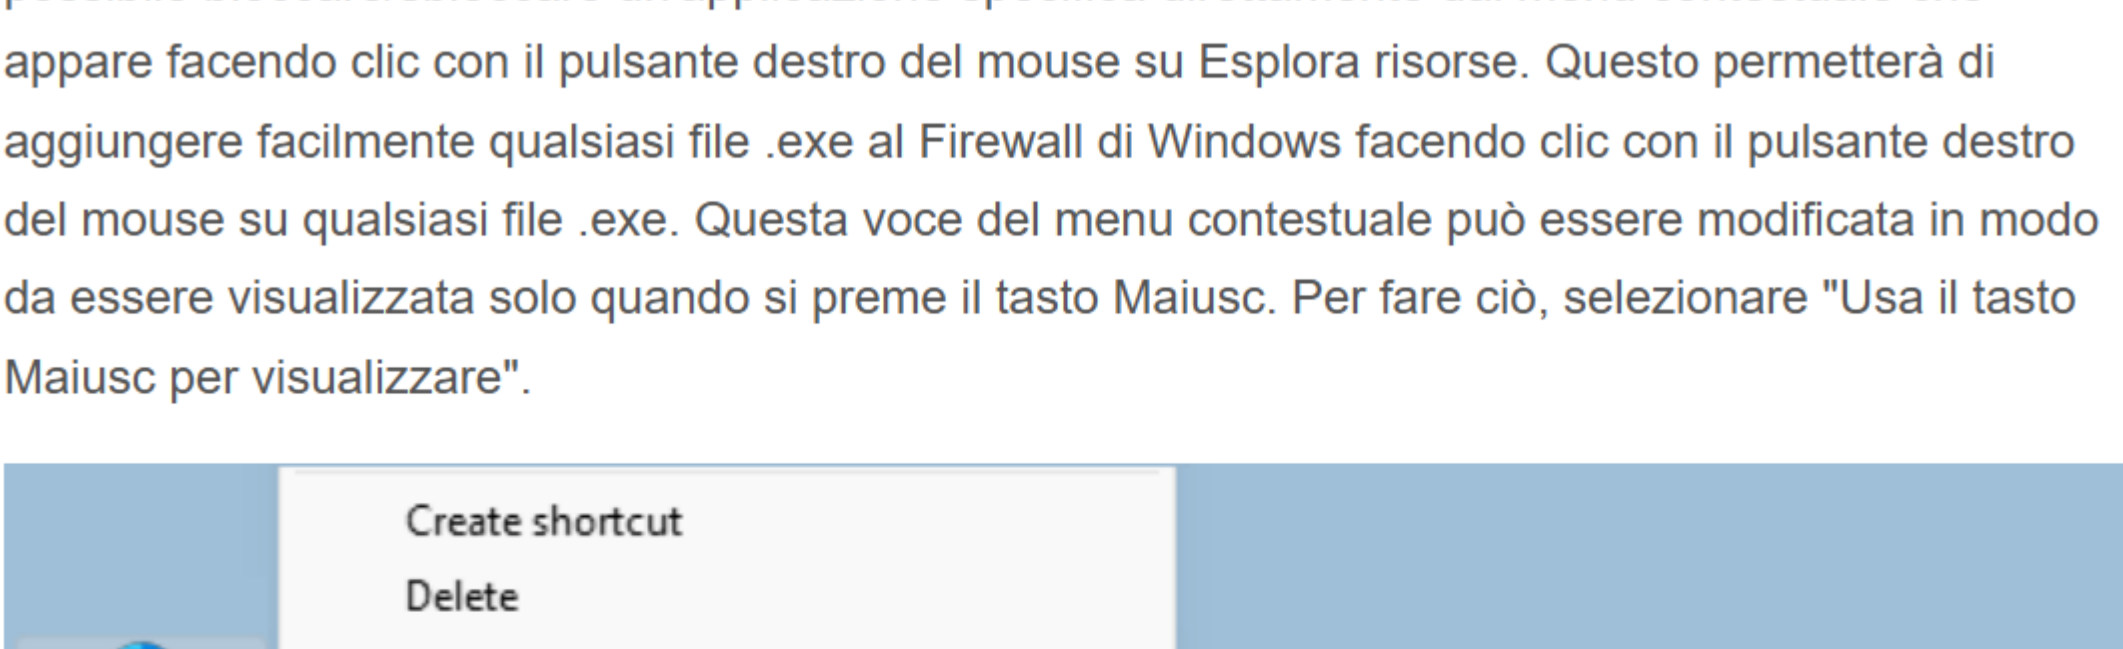 appare facendo clic con il pulsante destro del mouse su Esplora risorse. Questo permetterà di
aggiungere facilmente qualsiasi file .exe al Firewall di Windows facendo clic con il pulsante destro
del mouse su qualsiasi file .exe. Questa voce del menu contestuale può essere modificata in modo
da essere visualizzata solo quando si preme il tasto Maiusc. Per fare ciò, selezionare "Usa il tasto
Maiusc per visualizzare".
Create shortcut
Delete